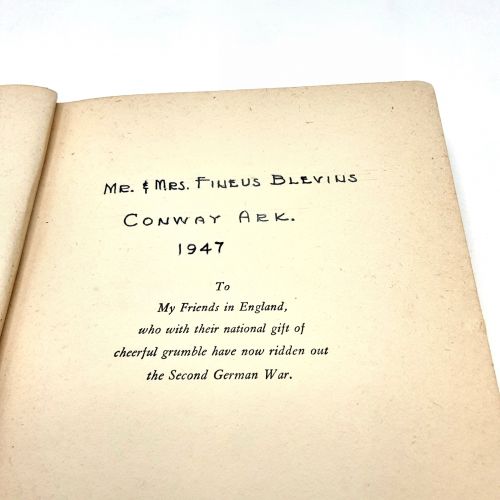 MR. & MRS. FINEUS BLEVINS
CONWAY ARK.
1947
To
My Friends in England,
who with their national gift of
cheerful grumble have now ridden out
the Second German War.